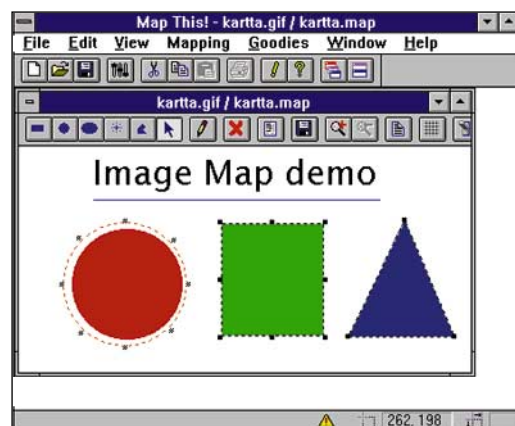 Map This! - kartta.gif / kartta.map
File Edit View Mapping Goodies Window Help
kartta.gif / kartta.map
Image Map demo
262, 198